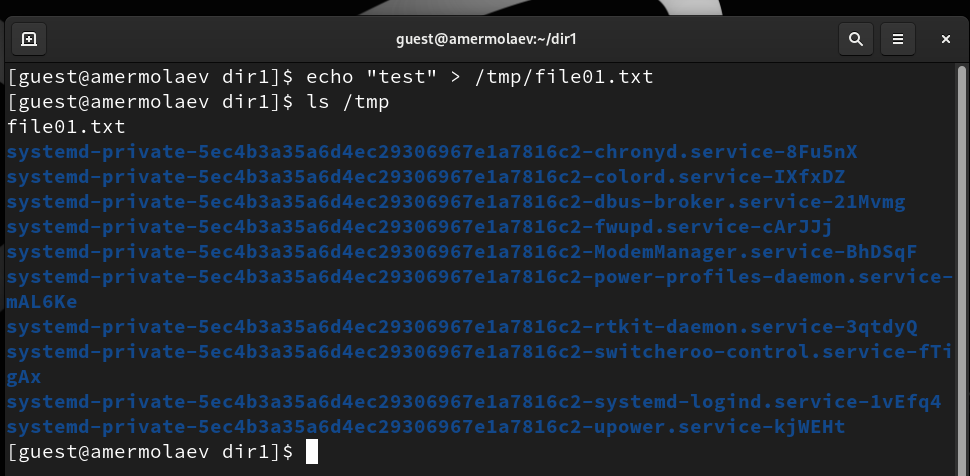 guest@amermolaev:~/dir1
[guest@amermolaev dir1]$ echo "test" > /tmp/file01.txt
[guest@amermolaev dir1]$ ls /tmp
file01.txt
systemd-private-5ec4b3a35a6d4ec29306967e1a7816c2-chronyd.service-8Fu5nX
systemd-private-5ec4b3a35a6d4ec29306967e1a7816c2-colord.service-IXfxDZ
systemd-private-5ec4b3a35a6d4ec29306967e1a7816c2-dbus-broker.service-21Mvmg
systemd-private-5ec4b3a35a6d4ec29306967e1a7816c2-fwupd.service-cArJJj
systemd-private-5ec4b3a35a6d4ec29306967e1a7816c2-ModemManager.service-BhDSqF
systemd-private-5ec4b3a35a6d4ec29306967e1a7816c2-power-profiles-daemon.service-
mAL6Ke
systemd-private-5ec4b3a35a6d4ec29306967e1a7816c2-rtkit-daemon.service-3qtdyQ
systemd-private-5ec4b3a35a6d4ec29306967e1a7816c2-switcheroo-control.service-fTi
gAx
systemd-private-5ec4b3a35a6d4ec29306967e1a7816c2-systemd-logind.service-1vEfq4
systemd-private-5ec4b3a35a6d4ec29306967e1a7816c2-upower.service-kjWEHt
[guest@amermolaev dir1]$